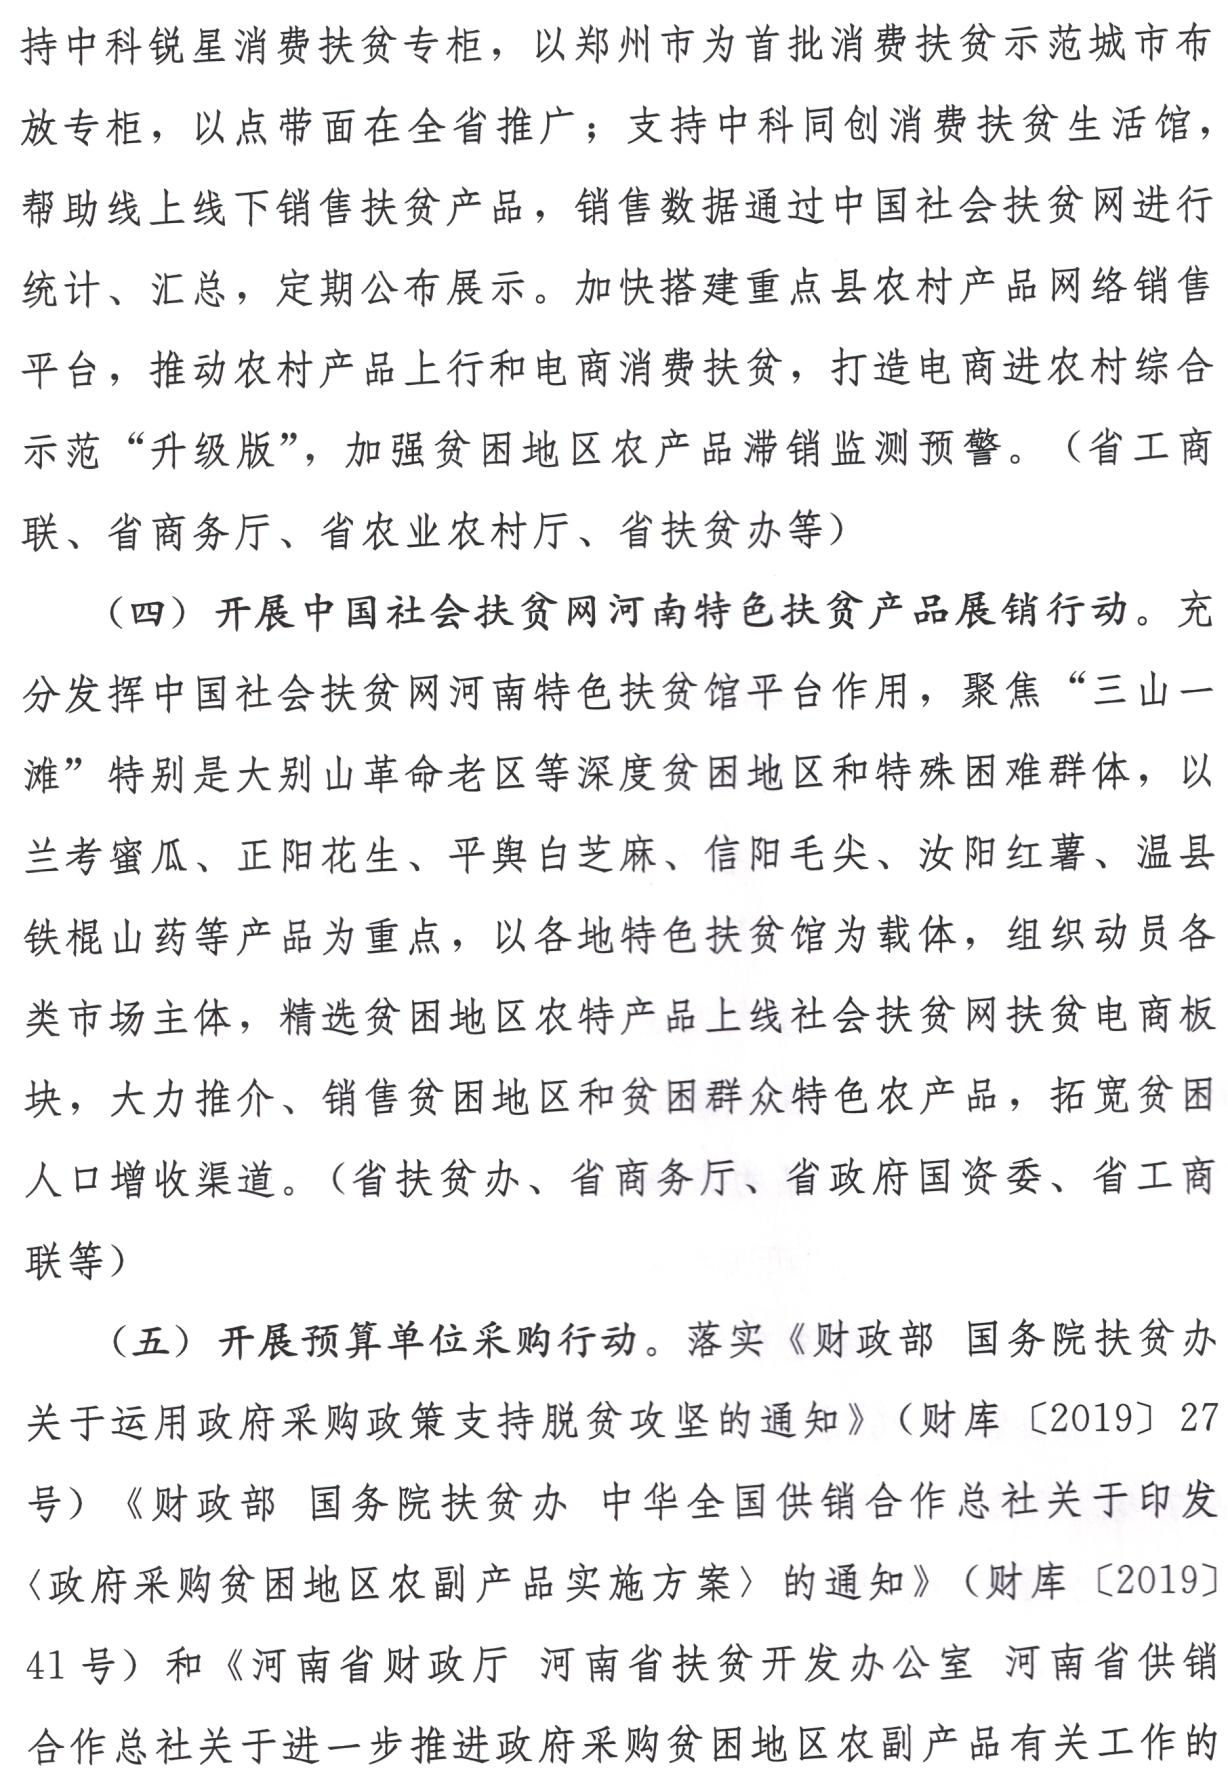 持中科锐星消费扶贫专柜，以郑州市为首批消费扶贫示范城市布
放专柜，以点带面在全省推广；支持中科同创消费扶贫生活馆，
帮助线上线下销售扶贫产品，销售数据通过中国社会扶贫网进行
统计、汇总，定期公布展示。加快搭建重点县农村产品网络销售
平台，推动农村产品上行和电商消费扶贫，打造电商进农村综合
示范“升级版”，加强贫困地区农产品滞销监测预警。（省工商
联、省商务厅、省农业农村厅、省扶贫办等）
（四）开展中国社会扶贫网河南特色扶贫产品展销行动。充
分发挥中国社会扶贫网河南特色扶贫馆平台作用，聚焦“三山一
滩”特别是大别山革命老区等深度贫困地区和特殊困难群体，以
兰考蜜瓜、正阳花生、平舆白芝麻、信阳毛尖、汝阳红薯、温县
铁棍山药等产品为重点，以各地特色扶贫馆为载体，组织动员各
类市场主体，精选贫困地区农特产品上线社会扶贫网扶贫电商板
块，大力推介、销售贫困地区和贫困群众特色农产品，拓宽贫困
人口增收渠道。（省扶贫办、省商务厅、省政府国资委、省工商
联等）
（五）开展预算单位采购行动。落实《财政部 国务院扶贫办
关于运用政府采购政策支持脱贫攻坚的通知》（财库〔2019〕27
号）《财政部 国务院扶贫办 中华全国供销合作总社关于印发
〈政府采购贫困地区农副产品实施方案〉的通知》（财库〔2019〕
41号）和《河南省财政厅 河南省扶贫开发办公室 河南省供销
合作总社关于进一步推进政府采购贫困地区农副产品有关工作的